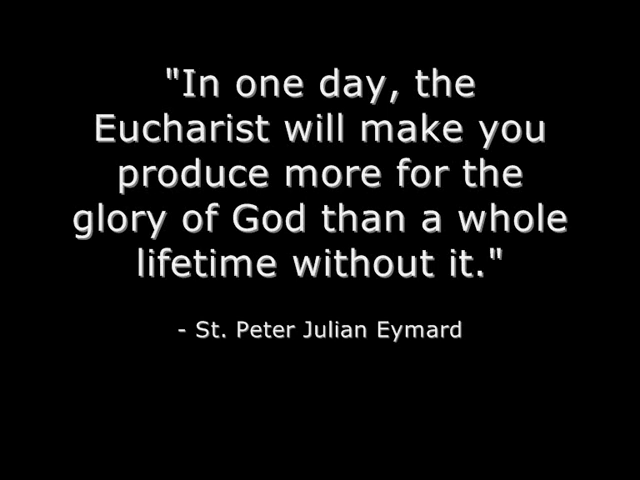 "In one day, the
Eucharist will make you
produce more for the
glory of God than a whole
lifetime without it."
- St. Peter Julian Eymard